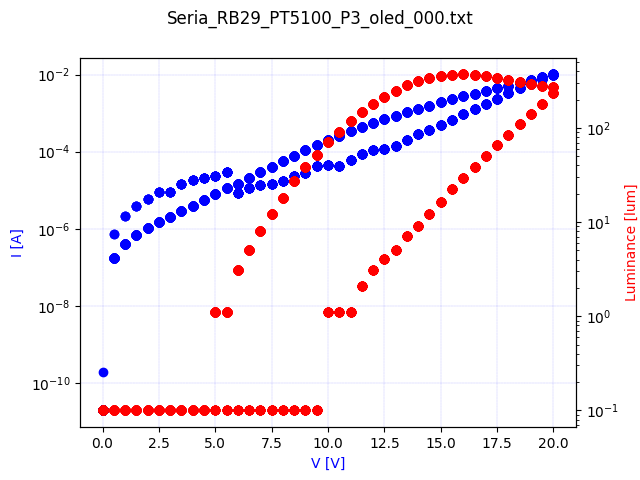 Seria_RB29_PT5100_P3_oled_000.txt
10⁻²
10⁻⁴
10⁻⁶
10⁻⁸
10⁻¹⁰
I [A]
10²
10¹
10⁰
10⁻¹
Luminance [lum]
0.0 2.5 5.0 7.5 10.0 12.5 15.0 17.5 20.0
V [V]